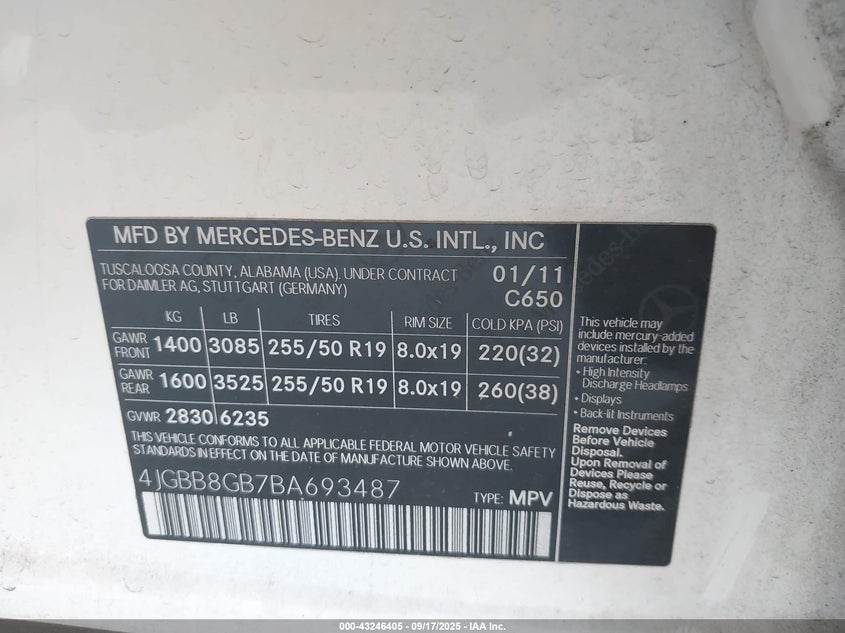 MFD BY MERCEDES-BENZ U.S. INTL., INC
TUSCALOOSA COUNTY, ALABAMA (USA). UNDER CONTRACT
FOR DAIMLER AG, STUTTGART (GERMANY)
01/11
C650
KG LB TIRES RIM SIZE COLD KPA (PSI)
GAWR FRONT 1400 3085 255/50 R19 8.0x19 220(32)
GAWR REAR 1600 3525 255/50 R19 8.0x19 260(38)
GVWR 2830 6235
THIS VEHICLE CONFORMS TO ALL APPLICABLE FEDERAL MOTOR VEHICLE SAFETY
STANDARDS IN EFFECT ON THE DATE OF MANUFACTURE SHOWN ABOVE.
4JGBB8GB7BA693487
TYPE: MPV
This vehicle may
include mercury-added
devices installed by the
manufacturer:
• High Intensity
Discharge Headlamps
• Displays
• Back-lit Instruments
Remove Devices
Before Vehicle
Disposal.
Upon Removal of
Devices Please
Reuse, Recycle or
Dispose as
Hazardous Waste.
000-43246405 - 09/17/2025 - IAA Inc.